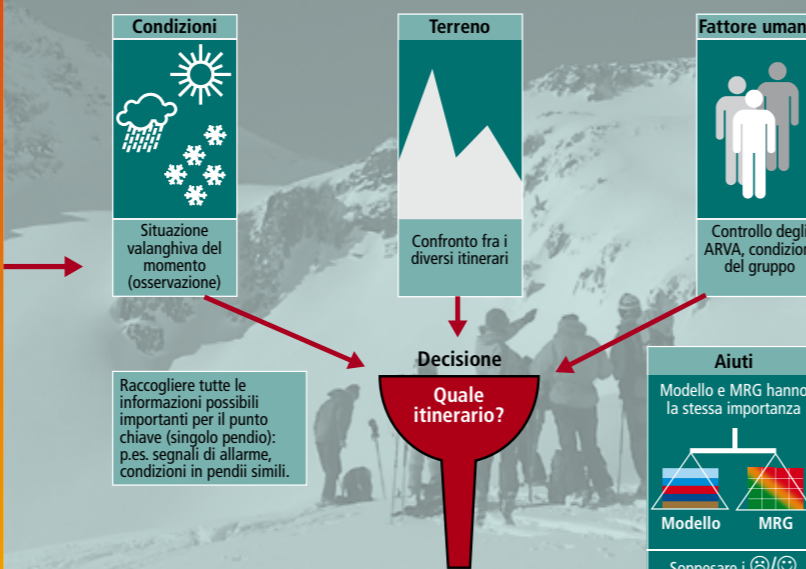 Condizioni
Situazione
valanghiva del
momento
(osservazione)
Terreno
Confronto fra i
diversi itinerari
Fattore uman
Controllo degli
ARVA, condizion
del gruppo
Raccogliere tutte le
informazioni possibili
importanti per il punto
chiave (singolo pendio):
p.es. segnali di allarme,
condizioni in pendii simili.
Decisione
Quale
itinerario?
Aiuti
Modello e MRG hanno
la stessa importanza
Modello MRG
Soppesare i ☹/☺